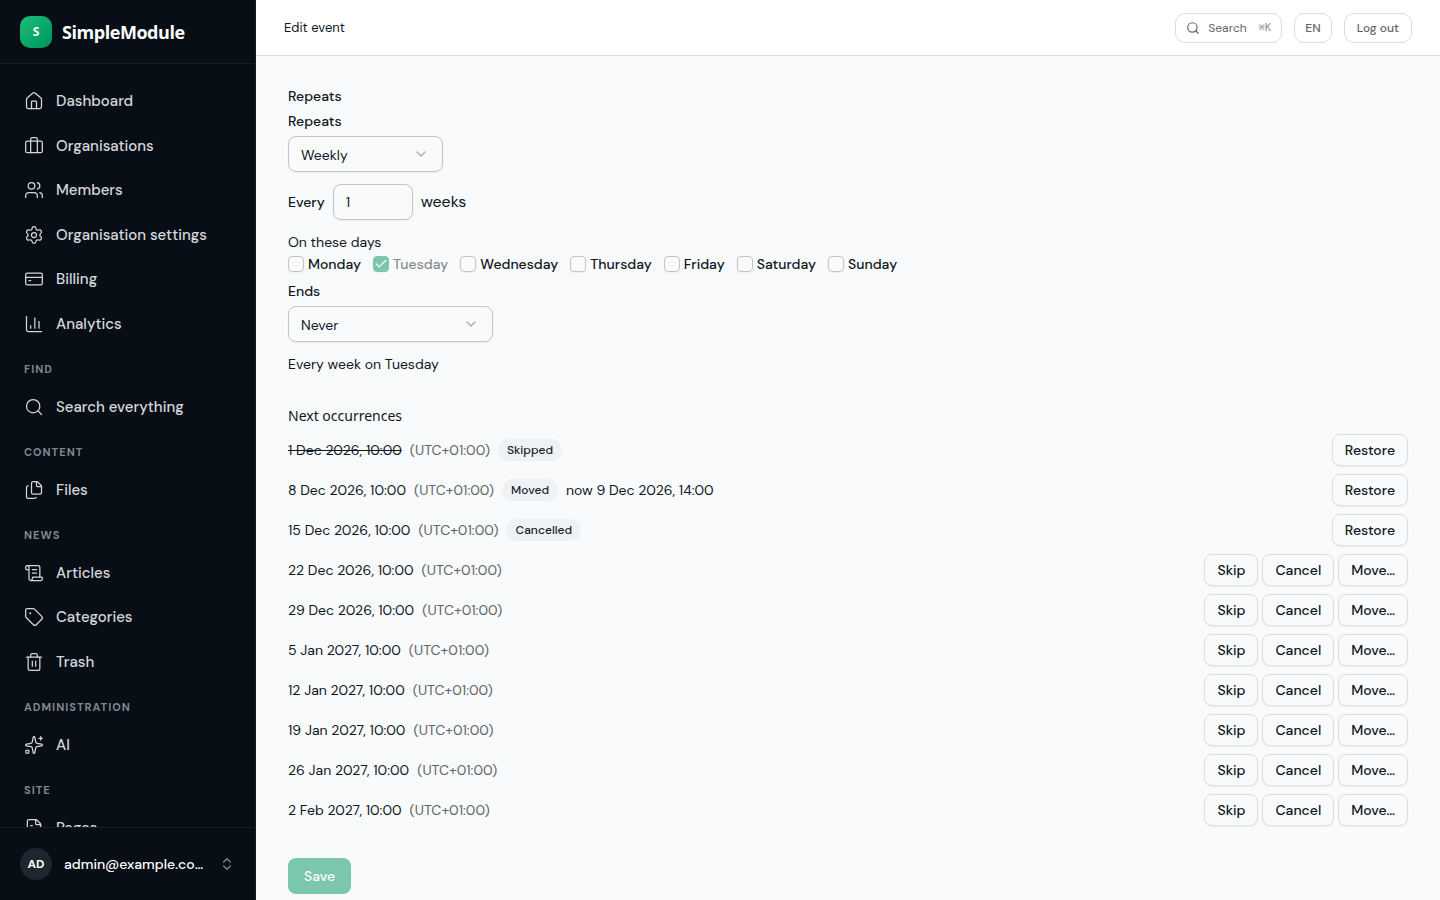 S SimpleModule
Dashboard
Organisations
Members
Organisation settings
Billing
Analytics
FIND
Search everything
CONTENT
Files
NEWS
Articles
Categories
Trash
ADMINISTRATION
AI
SITE
Pages
AD admin@example.co...
Edit event
Search ⌘K
EN
Log out
Repeats
Repeats
Weekly
Every 1 weeks
On these days
Monday Tuesday Wednesday Thursday Friday Saturday Sunday
Ends
Never
Every week on Tuesday
Next occurrences
1 Dec 2026, 10:00 (UTC+01:00) Skipped Restore
8 Dec 2026, 10:00 (UTC+01:00) Moved now 9 Dec 2026, 14:00 Restore
15 Dec 2026, 10:00 (UTC+01:00) Cancelled Restore
22 Dec 2026, 10:00 (UTC+01:00) Skip Cancel Move...
29 Dec 2026, 10:00 (UTC+01:00) Skip Cancel Move...
5 Jan 2027, 10:00 (UTC+01:00) Skip Cancel Move...
12 Jan 2027, 10:00 (UTC+01:00) Skip Cancel Move...
19 Jan 2027, 10:00 (UTC+01:00) Skip Cancel Move...
26 Jan 2027, 10:00 (UTC+01:00) Skip Cancel Move...
2 Feb 2027, 10:00 (UTC+01:00) Skip Cancel Move...
Save